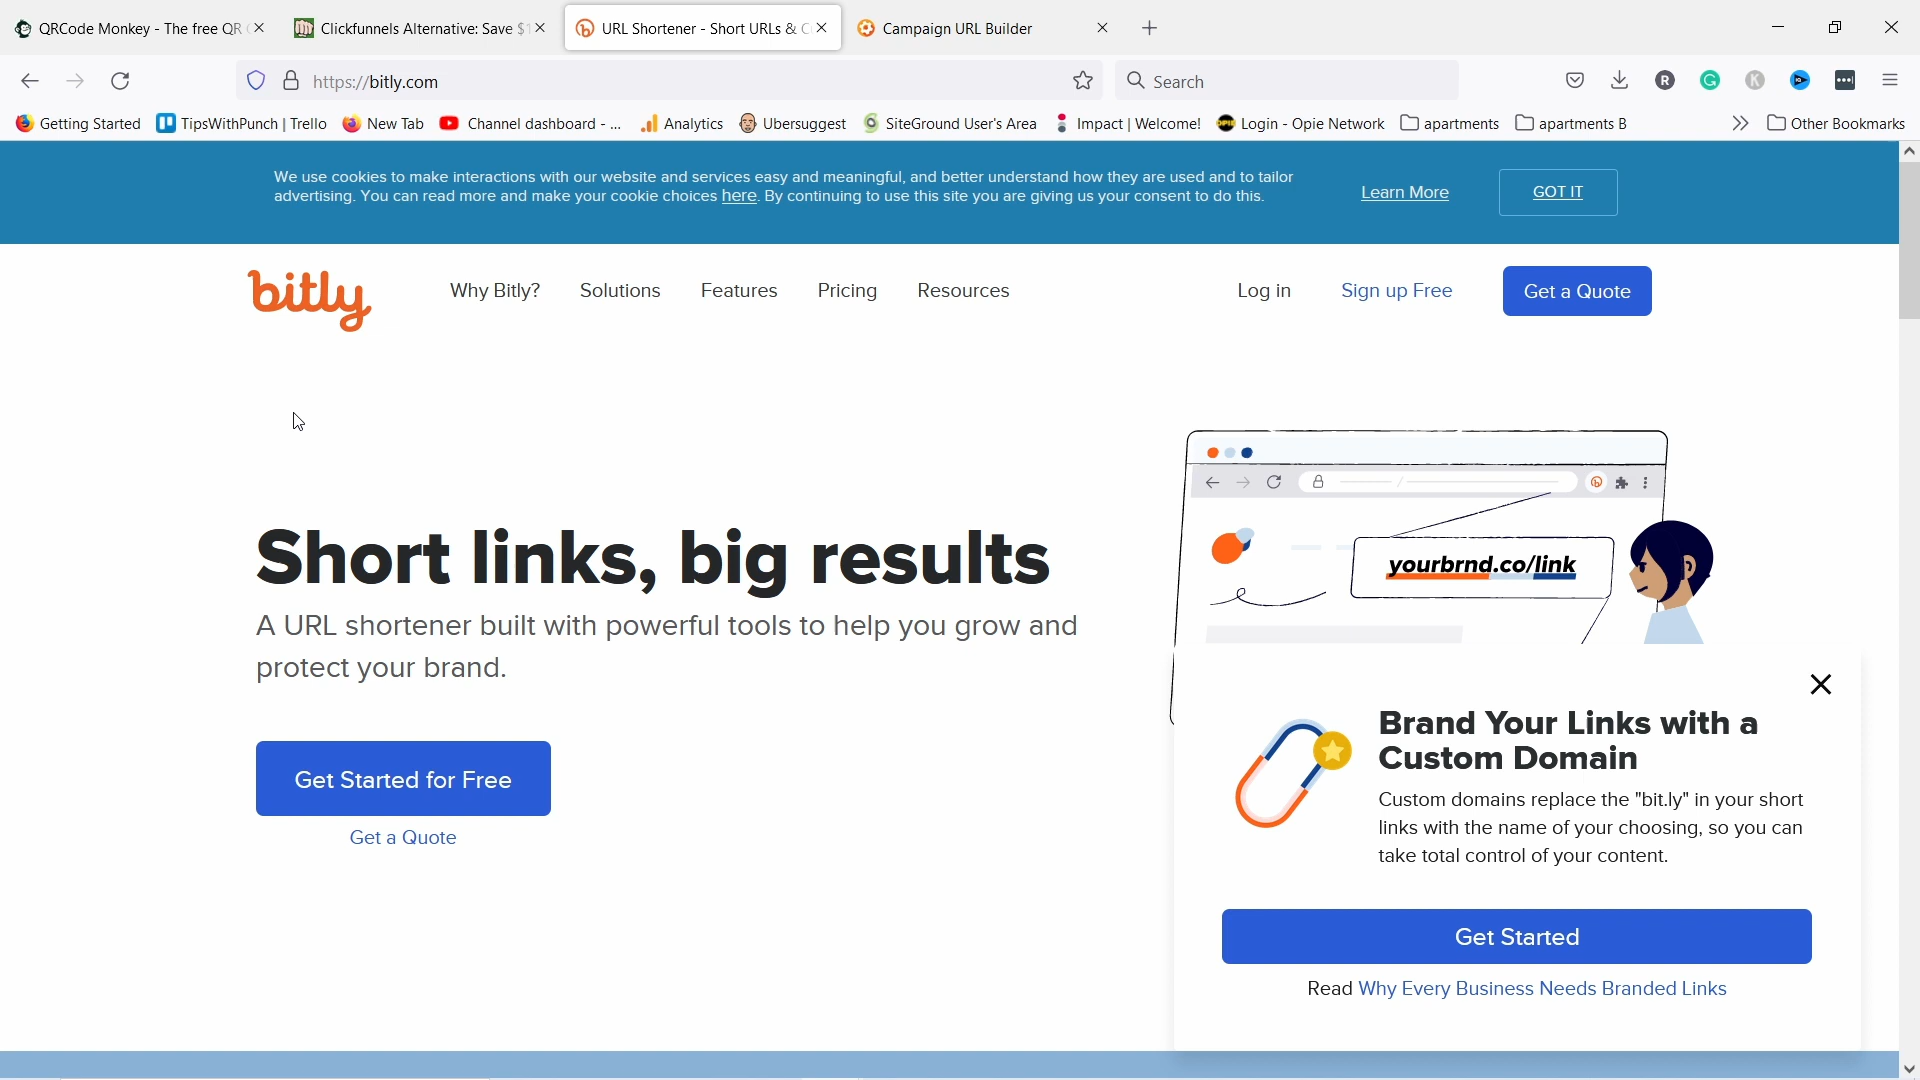 QRCode Monkey - The free QR
Clickfunnels Alternative: Save $
URL Shortener - Short URLs &
Campaign URL Builder
https://bitly.com
Search
Getting Started
TipsWithPunch | Trello
New Tab
Channel dashboard - ...
Analytics
Ubersuggest
SiteGround User's Area
Impact | Welcome!
Login - Opie Network
apartments
apartments B
Other Bookmarks
We use cookies to make interactions with our website and services easy and meaningful, and better understand how they are used and to tailor
advertising. You can read more and make your cookie choices here. By continuing to use this site you are giving us your consent to do this.
Learn More
GOT IT
bitly
Why Bitly?
Solutions
Features
Pricing
Resources
Log in
Sign up Free
Get a Quote
Short links, big results
A URL shortener built with powerful tools to help you grow and
protect your brand.
Get Started for Free
Get a Quote
yourbrnd.co/link
Brand Your Links with a
Custom Domain
Custom domains replace the "bit.ly" in your short
links with the name of your choosing, so you can
take total control of your content.
Get Started
Read Why Every Business Needs Branded Links